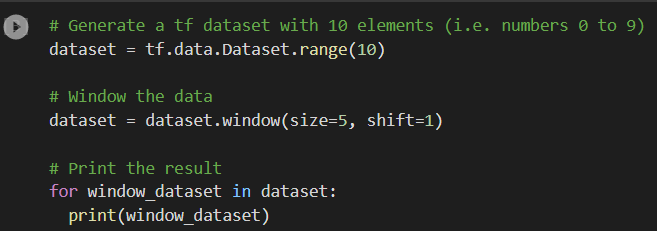 # Generate a tf dataset with 10 elements (i.e. numbers 0 to 9)
dataset = tf.data.Dataset.range(10)
# Window the data
dataset = dataset.window(size=5, shift=1)
# Print the result
for window_dataset in dataset:
  print(window_dataset)